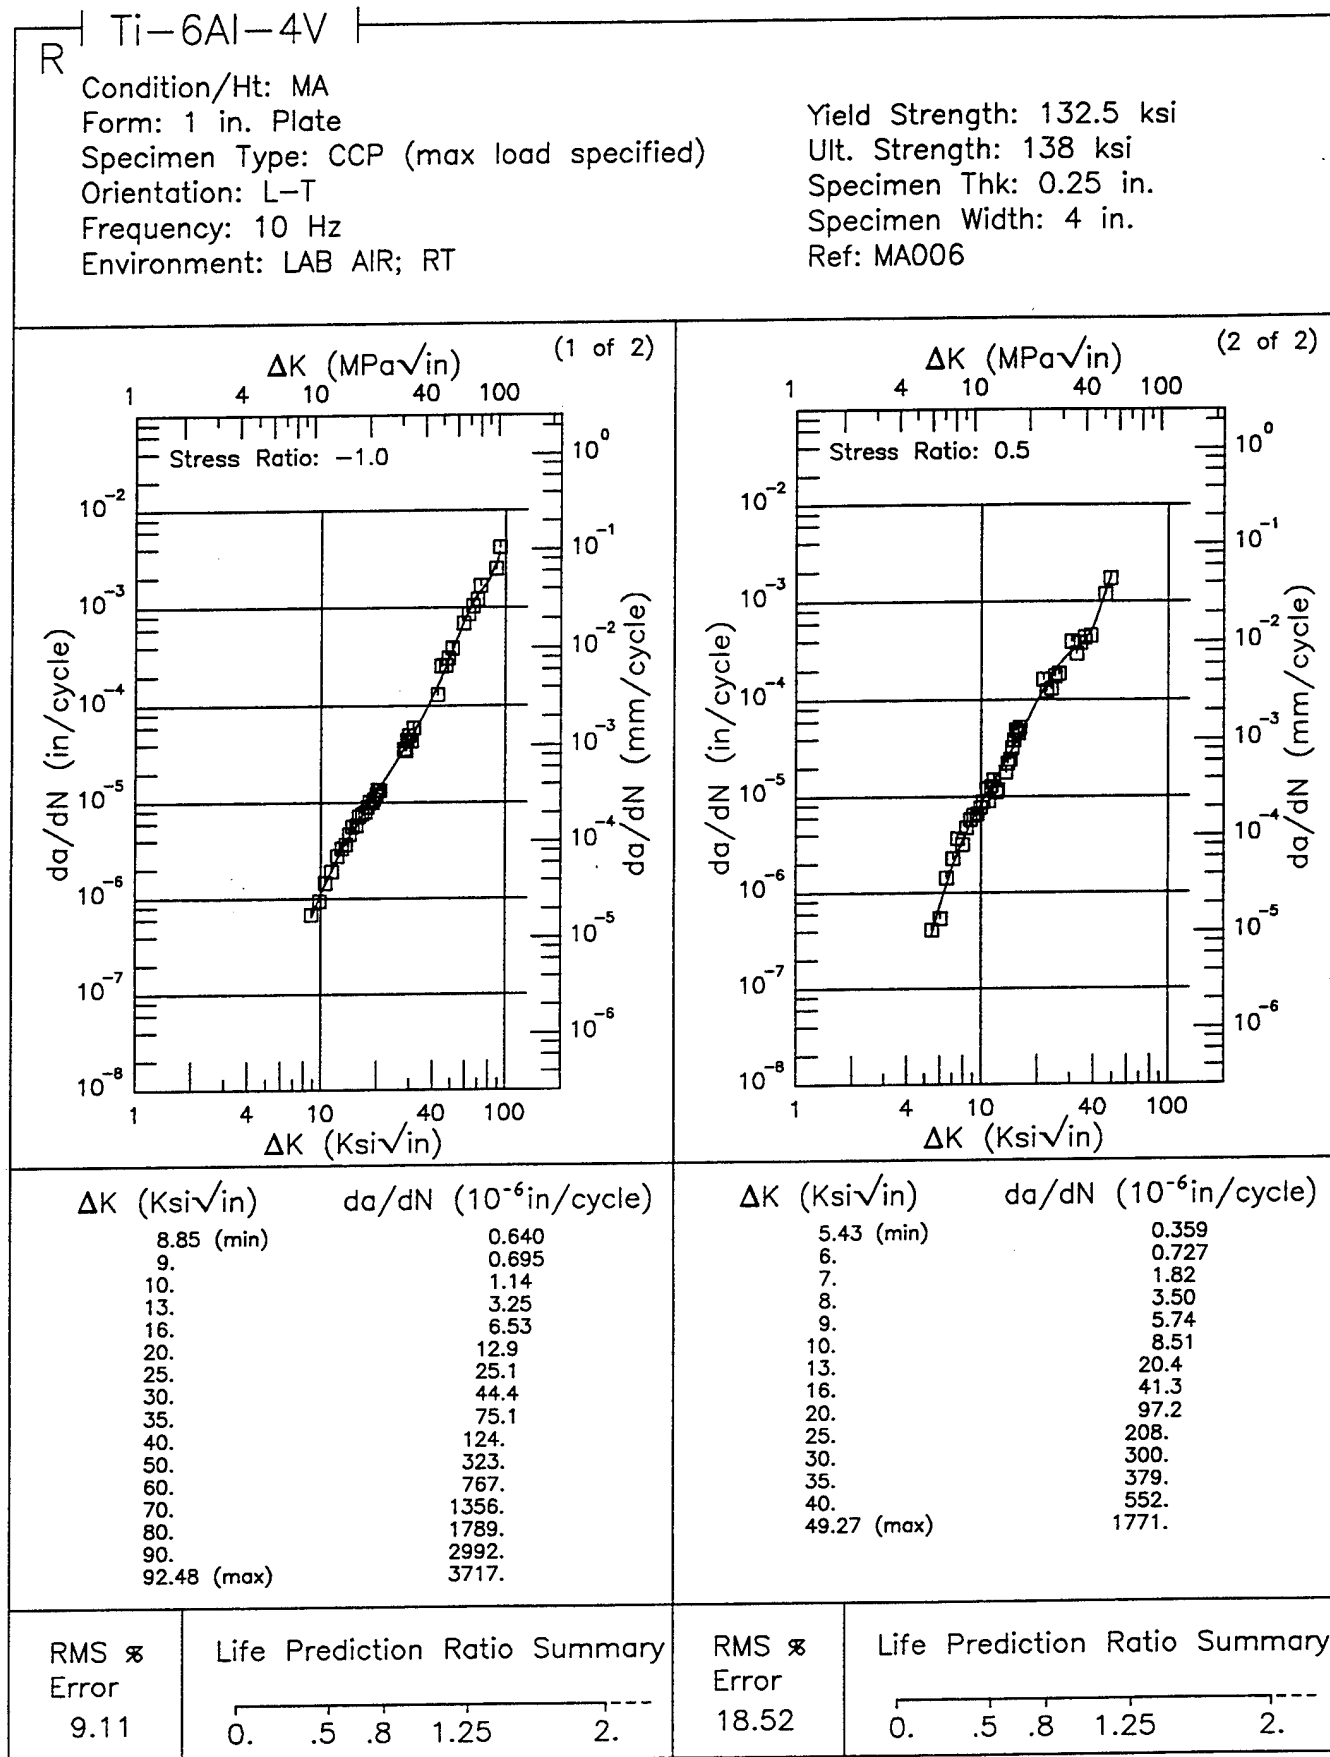 Ti-6Al-4V
R
Condition/Ht: MA
Form: 1 in. Plate
Specimen Type: CCP (max load specified)
Orientation: L-T
Frequency: 10 Hz
Environment: LAB AIR; RT
Yield Strength: 132.5 ksi
Ult. Strength: 138 ksi
Specimen Thk: 0.25 in.
Specimen Width: 4 in.
Ref: MA006
(1 of 2)
ΔK (MPa√in)
1 4 10 40 100
Stress Ratio: -1.0
da/dN (in/cycle)
10⁻²
10⁻³
10⁻⁴
10⁻⁵
10⁻⁶
10⁻⁷
10⁻⁸
10⁰
10⁻¹
10⁻²
10⁻³
10⁻⁴
10⁻⁵
10⁻⁶
da/dN (mm/cycle)
1 4 10 40 100
ΔK (Ksi√in)
(2 of 2)
ΔK (MPa√in)
1 4 10 40 100
Stress Ratio: 0.5
da/dN (in/cycle)
10⁻²
10⁻³
10⁻⁴
10⁻⁵
10⁻⁶
10⁻⁷
10⁻⁸
10⁰
10⁻¹
10⁻²
10⁻³
10⁻⁴
10⁻⁵
10⁻⁶
da/dN (mm/cycle)
1 4 10 40 100
ΔK (Ksi√in)
ΔK (Ksi√in) da/dN (10⁻⁶in/cycle)
8.85 (min) 0.640
9. 0.695
10. 1.14
13. 3.25
16. 6.53
20. 12.9
25. 25.1
30. 44.4
35. 75.1
40. 124.
50. 323.
60. 767.
70. 1356.
80. 1789.
90. 2992.
92.48 (max) 3717.
ΔK (Ksi√in) da/dN (10⁻⁶in/cycle)
5.43 (min) 0.359
6. 0.727
7. 1.82
8. 3.50
9. 5.74
10. 8.51
13. 20.4
16. 41.3
20. 97.2
25. 208.
30. 300.
35. 379.
40. 552.
49.27 (max) 1771.
RMS %
Error
9.11
Life Prediction Ratio Summary
0. .5 .8 1.25 2.
RMS %
Error
18.52
Life Prediction Ratio Summary
0. .5 .8 1.25 2.